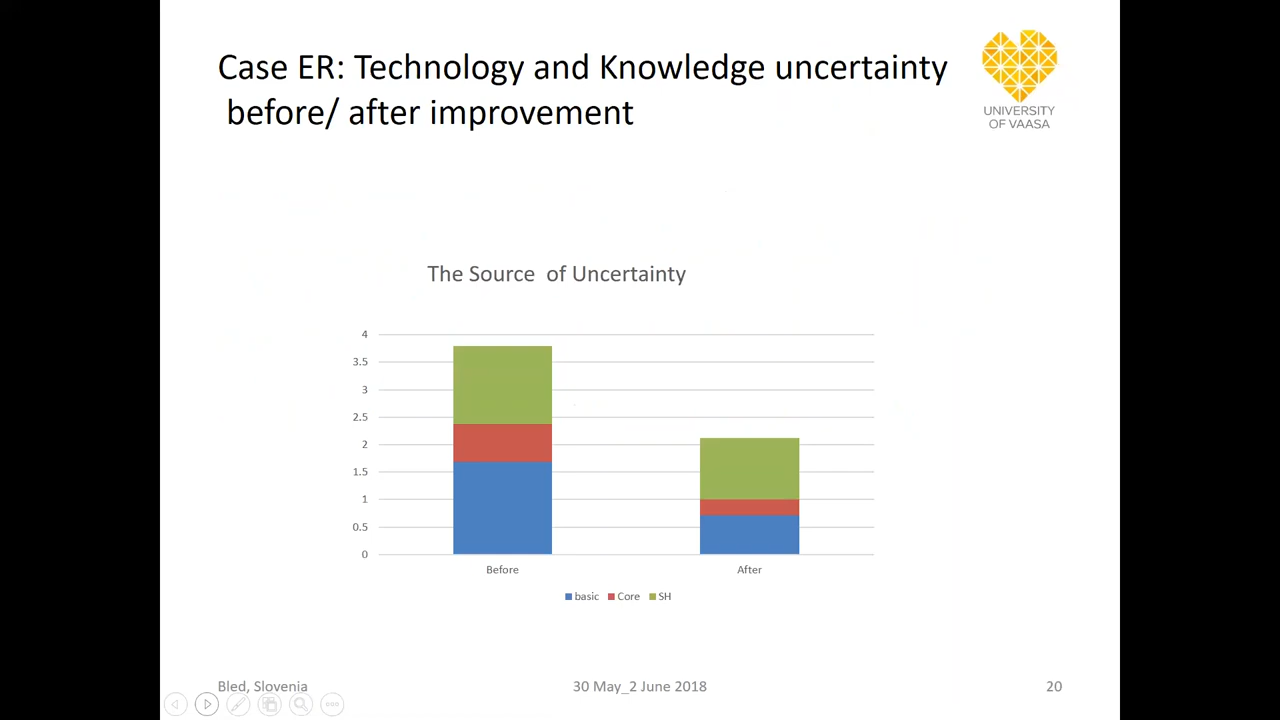 Case ER: Technology and Knowledge uncertainty
before/ after improvement
UNIVERSITY
OF VAASA
The Source of Uncertainty
4
3.5
3
2.5
2
1.5
1
0.5
0
Before After
basic Core SH
Bled, Slovenia 30 May_2 June 2018 20